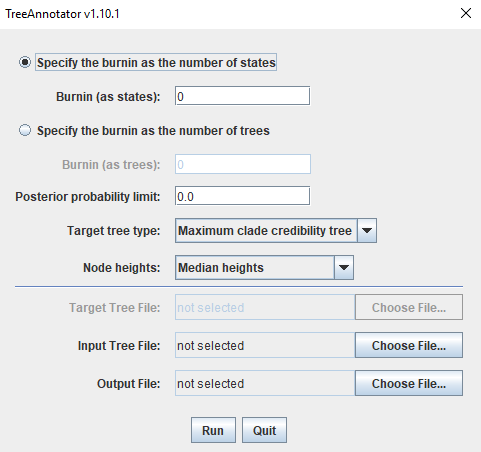 TreeAnnotator v1.10.1
Specify the burnin as the number of states
Burnin (as states): 0
Specify the burnin as the number of trees
Burnin (as trees): 0
Posterior probability limit: 0.0
Target tree type: Maximum clade credibility tree
Node heights: Median heights
Target Tree File: not selected Choose File...
Input Tree File: not selected Choose File...
Output File: not selected Choose File...
Run Quit